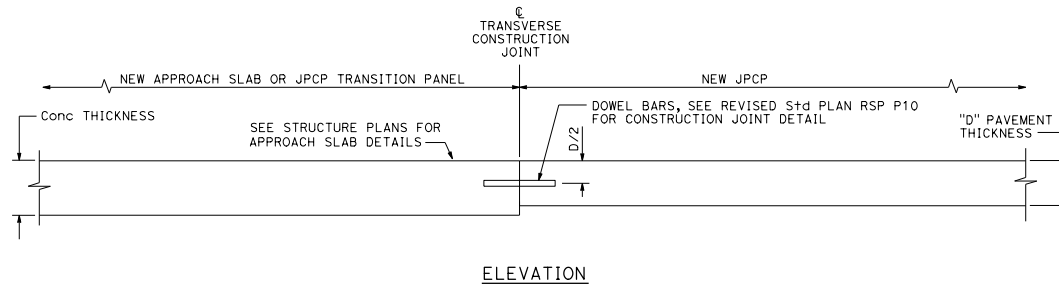 ℄
TRANSVERSE
CONSTRUCTION
JOINT
NEW APPROACH SLAB OR JPCP TRANSITION PANEL
NEW JPCP
Conc THICKNESS
SEE STRUCTURE PLANS FOR
APPROACH SLAB DETAILS
DOWEL BARS, SEE REVISED Std PLAN RSP P10
FOR CONSTRUCTION JOINT DETAIL
D/2
"D" PAVEMENT
THICKNESS
ELEVATION